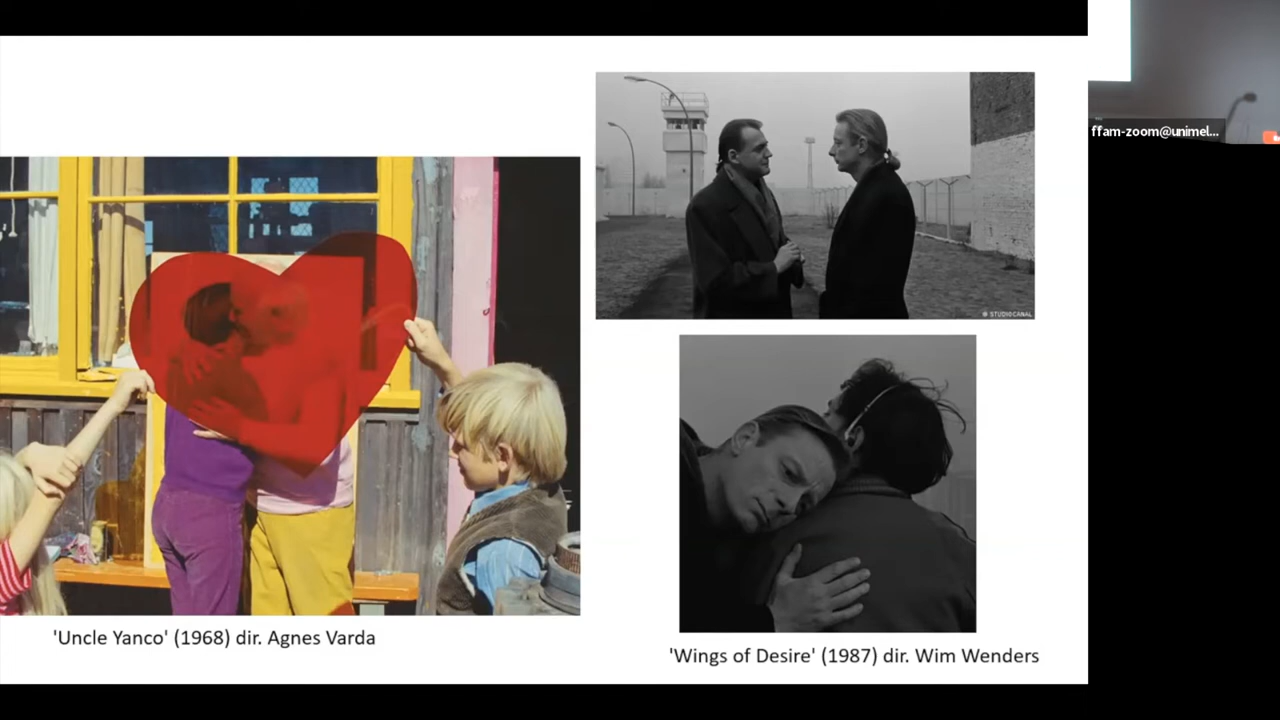 © STUDIOCANAL
ffam-zoom@unimel...
'Uncle Yanco' (1968) dir. Agnes Varda
'Wings of Desire' (1987) dir. Wim Wenders